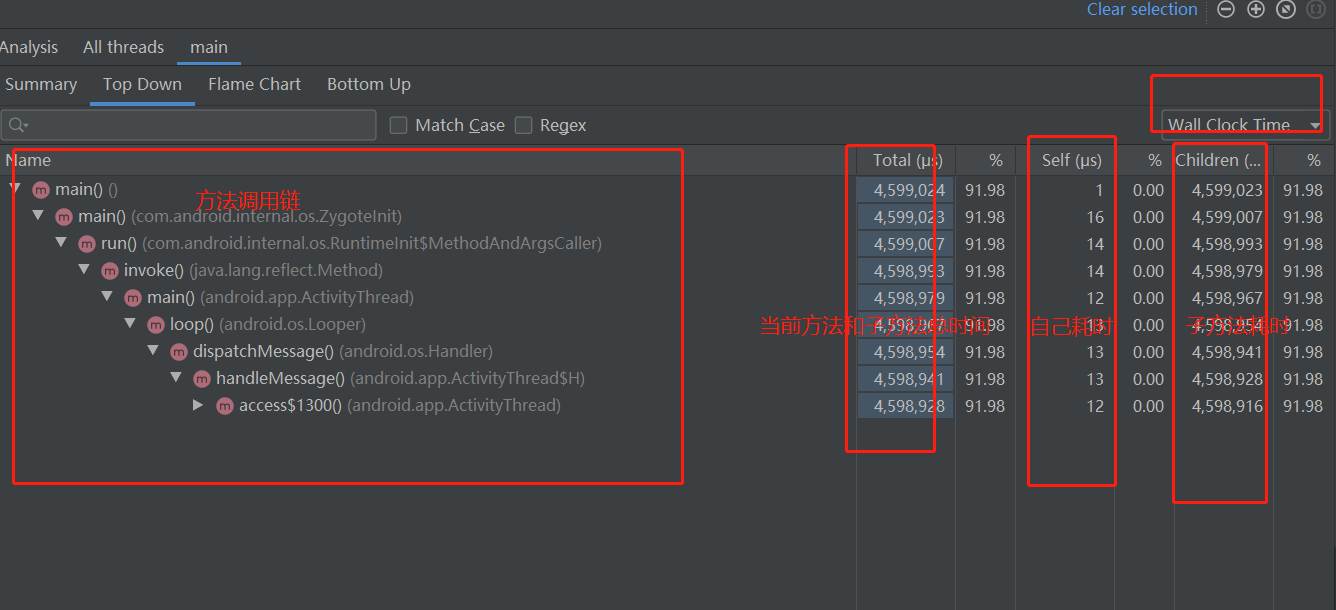 Clear selection
Analysis All threads main
Summary Top Down Flame Chart Bottom Up
Match Case Regex Wall Clock Time
Name Total (μs) % Self (μs) % Children (... %
main() () 4,599,024 91.98 1 0.00 4,599,023 91.98
方法调用链
main() (com.android.internal.os.ZygoteInit) 4,599,023 91.98 16 0.00 4,599,007 91.98
run() (com.android.internal.os.RuntimeInit$MethodAndArgsCaller) 4,599,007 91.98 14 0.00 4,598,993 91.98
invoke() (java.lang.reflect.Method) 4,598,993 91.98 14 0.00 4,598,979 91.98
main() (android.app.ActivityThread) 4,598,979 91.98 12 0.00 4,598,967 91.98
loop() (android.os.Looper) 4,598,967 91.98 13 0.00 4,598,954 91.98
当前方法和子方法总时间 自己耗时 子方法耗时
dispatchMessage() (android.os.Handler) 4,598,954 91.98 13 0.00 4,598,941 91.98
handleMessage() (android.app.ActivityThread$H) 4,598,941 91.98 13 0.00 4,598,928 91.98
access$1300() (android.app.ActivityThread) 4,598,928 91.98 12 0.00 4,598,916 91.98